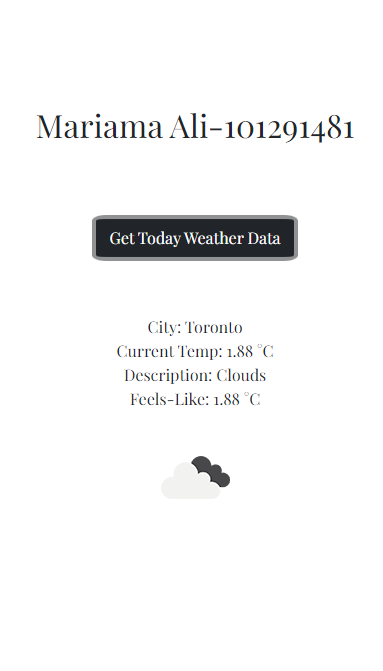 Mariama Ali-101291481
Get Today Weather Data
City: Toronto
Current Temp: 1.88 °C
Description: Clouds
Feels-Like: 1.88 °C